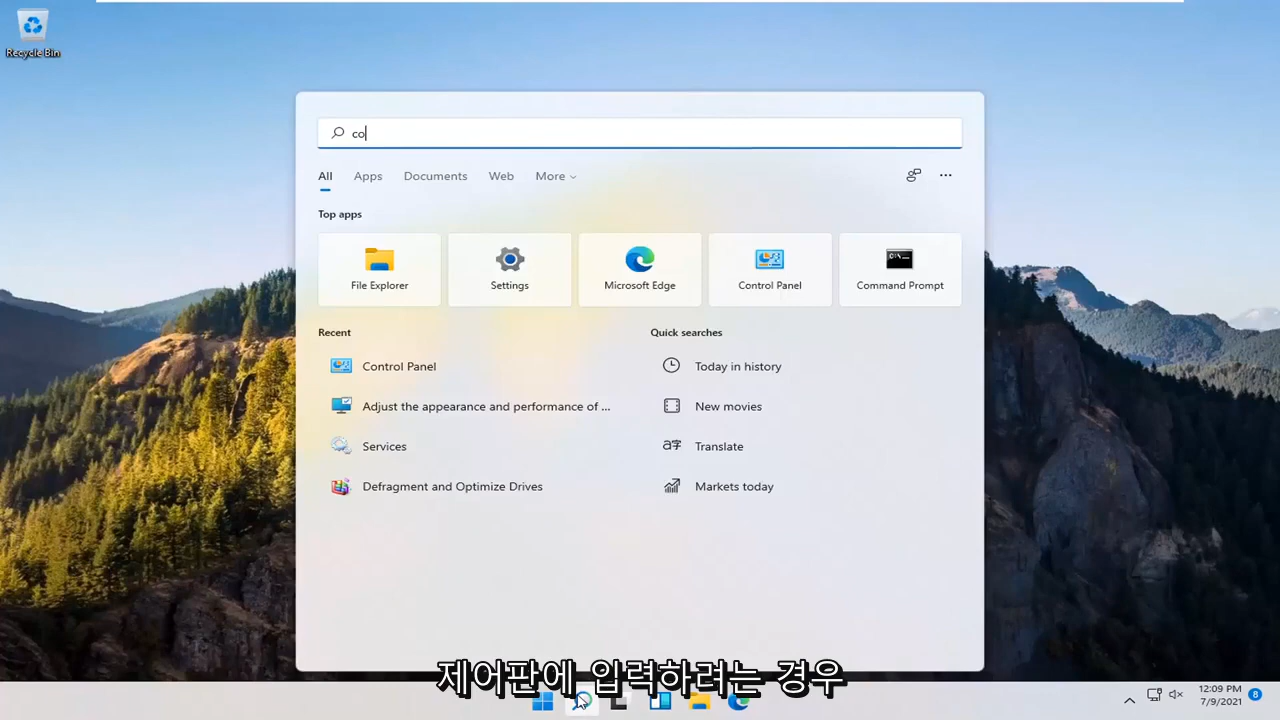 Recycle Bin
co
All Apps Documents Web More
Top apps
File Explorer Settings Microsoft Edge Control Panel Command Prompt
Recent Quick searches
Control Panel Today in history
Adjust the appearance and performance of ... New movies
Services Translate
Defragment and Optimize Drives Markets today
제어판에 입력하려는 경우
12:09 PM
7/9/2021 8